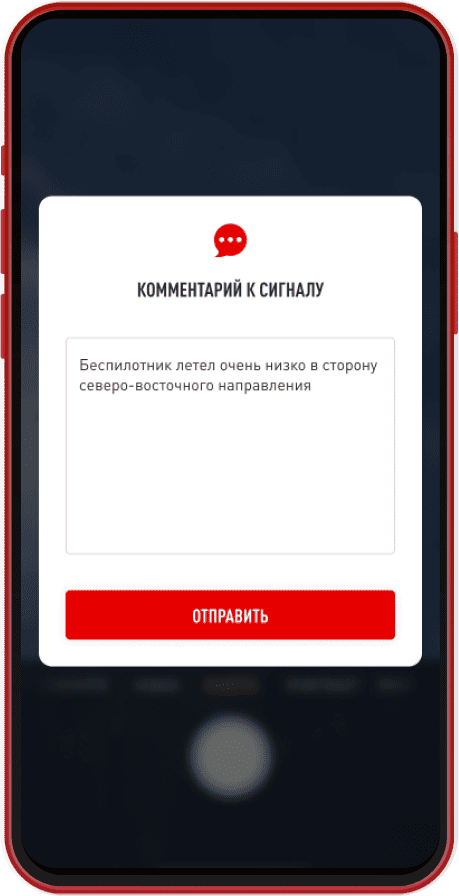 КОММЕНТАРИЙ К СИГНАЛУ
Беспилотник летел очень низко в сторону
северо-восточного направления
ОТПРАВИТЬ